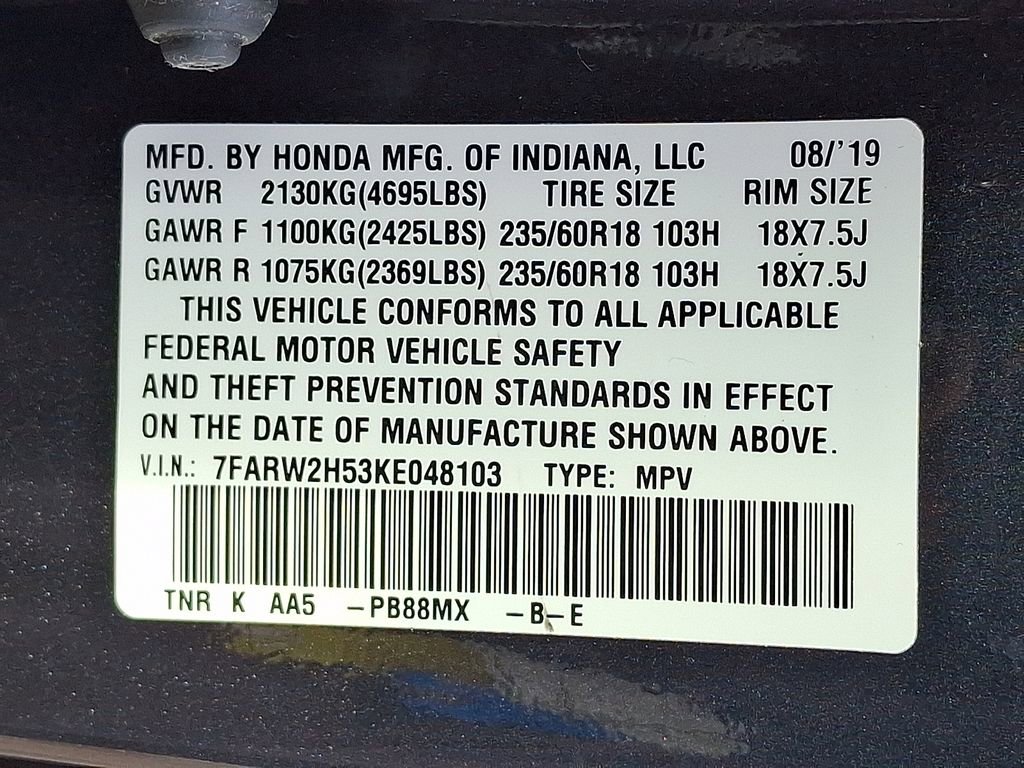 MFD. BY HONDA MFG. OF INDIANA, LLC 08/'19
GVWR 2130KG(4695LBS) TIRE SIZE RIM SIZE
GAWR F 1100KG(2425LBS) 235/60R18 103H 18X7.5J
GAWR R 1075KG(2369LBS) 235/60R18 103H 18X7.5J
THIS VEHICLE CONFORMS TO ALL APPLICABLE
FEDERAL MOTOR VEHICLE SAFETY
AND THEFT PREVENTION STANDARDS IN EFFECT
ON THE DATE OF MANUFACTURE SHOWN ABOVE.
V.I.N.: 7FARW2H53KE048103 TYPE: MPV
TNR K AA5 -PB88MX -B-E